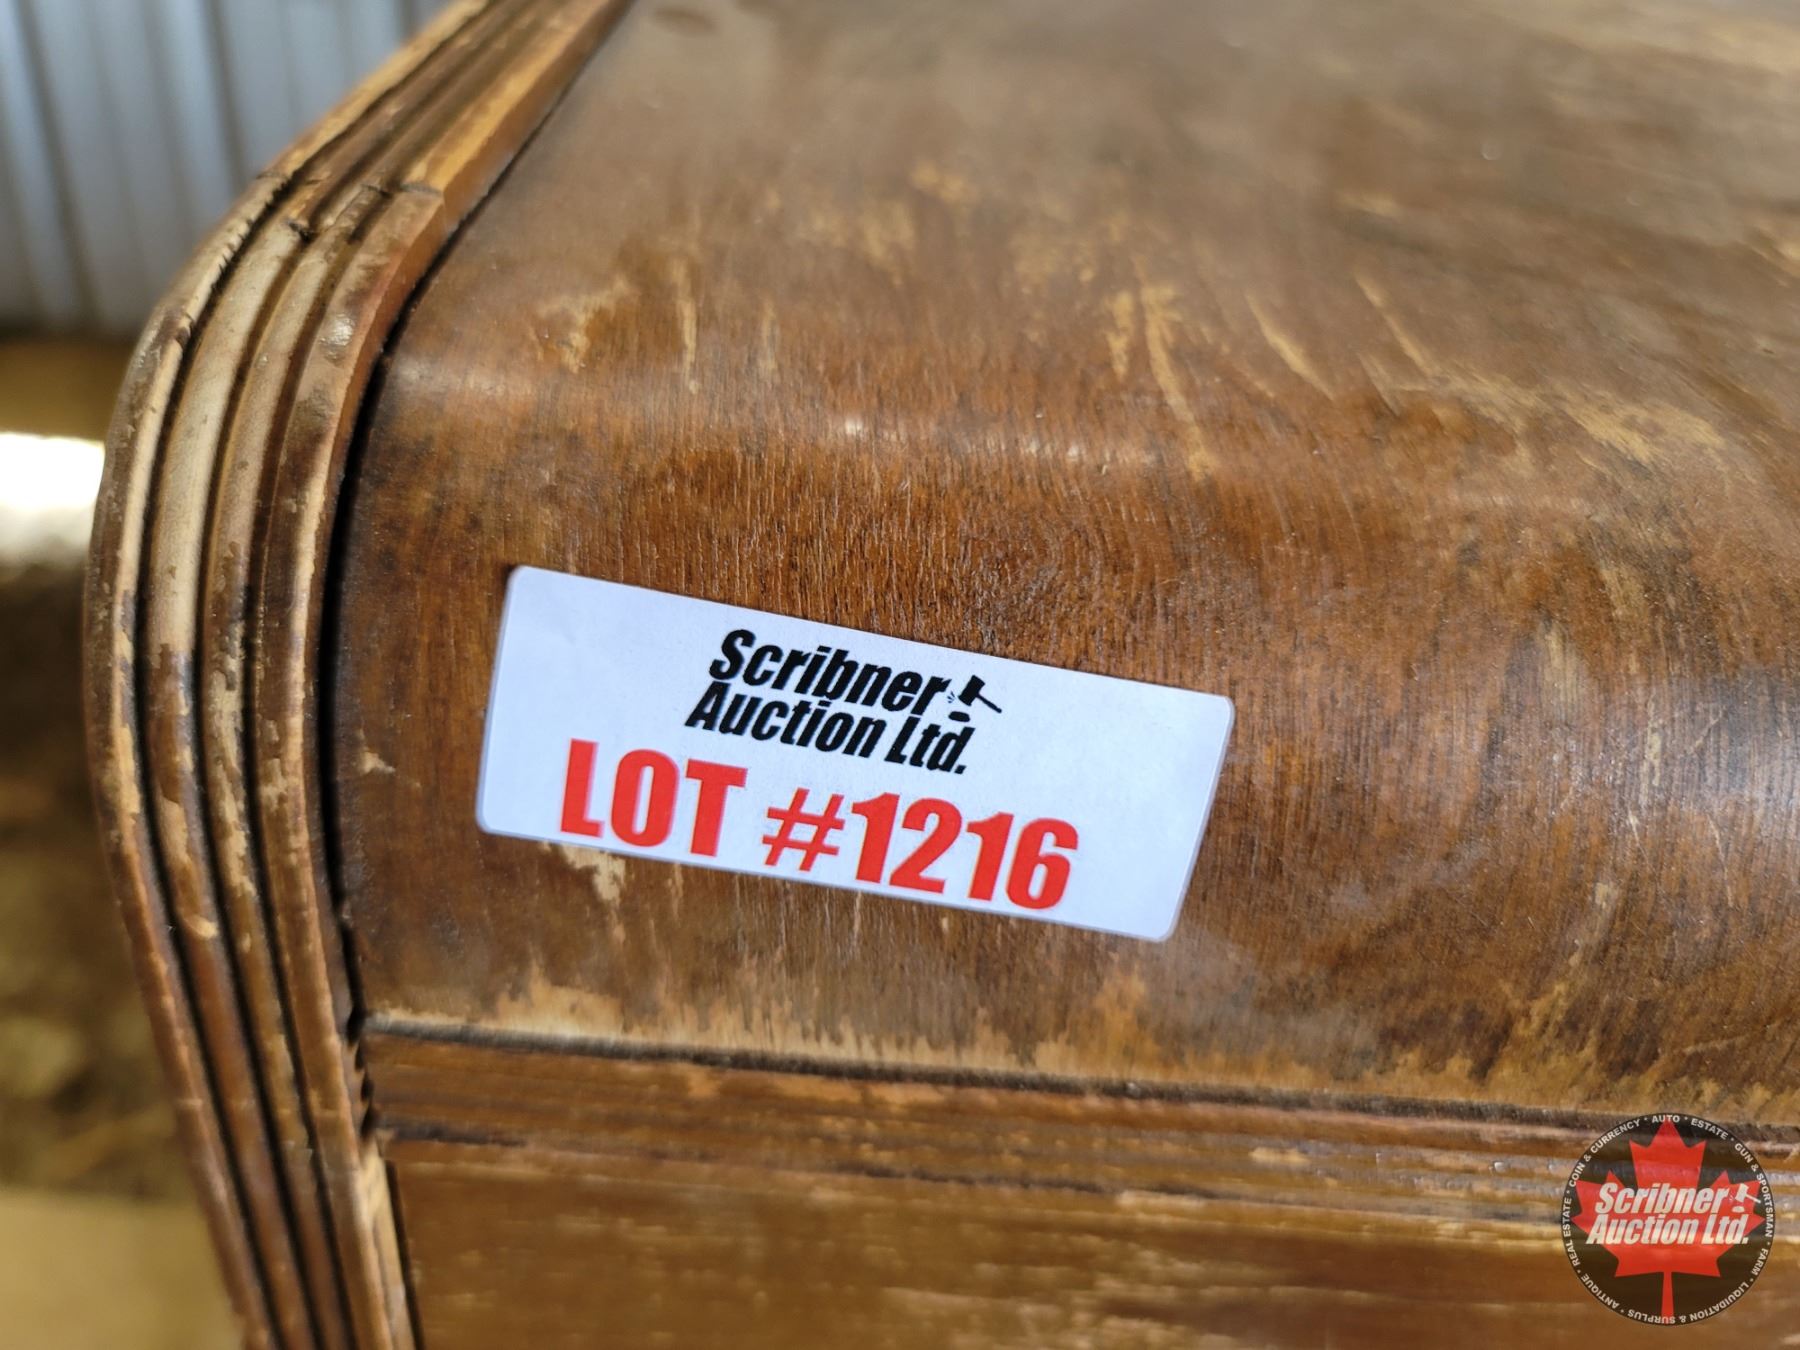 Scribner
Auction Ltd.
LOT #1216
Scribner
Auction Ltd.
COIN & CURRENCY * AUTO * ESTATE * GUN & SPORTSMAN * FARM * LIQUIDATION & SURPLUS * ANTIQUE * REAL ESTATE *